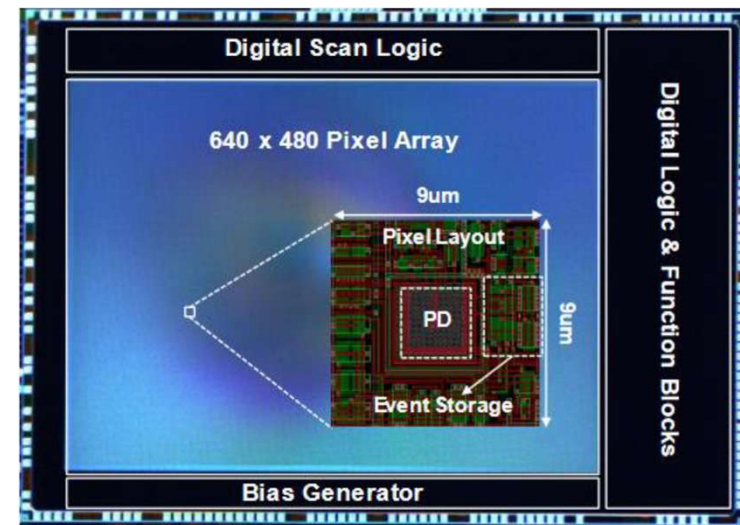 Digital Scan Logic
640 x 480 Pixel Array
9um
Pixel Layout
PD
9um
Event Storage
Bias Generator
Digital Logic & Function Blocks